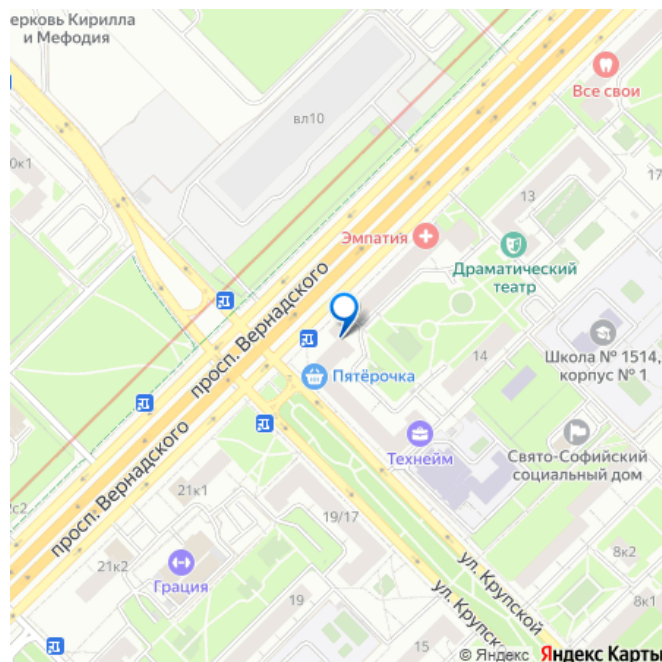 ерковь Кирилла
и Мефодия
Все свои
вл10
0к1
17
13
Эмпатия
Драматический
театр
просп. Вернадского
Школа № 1514,
корпус № 1
14
Пятёрочка
Технейм
Свято-Софийский
социальный дом
просп. Вернадского
21к1
7с2
19/17
21к2
Грация
8к2
ул. Крупской
19
8к1
ул. Крупско
15
© Яндекс Яндекс Карты